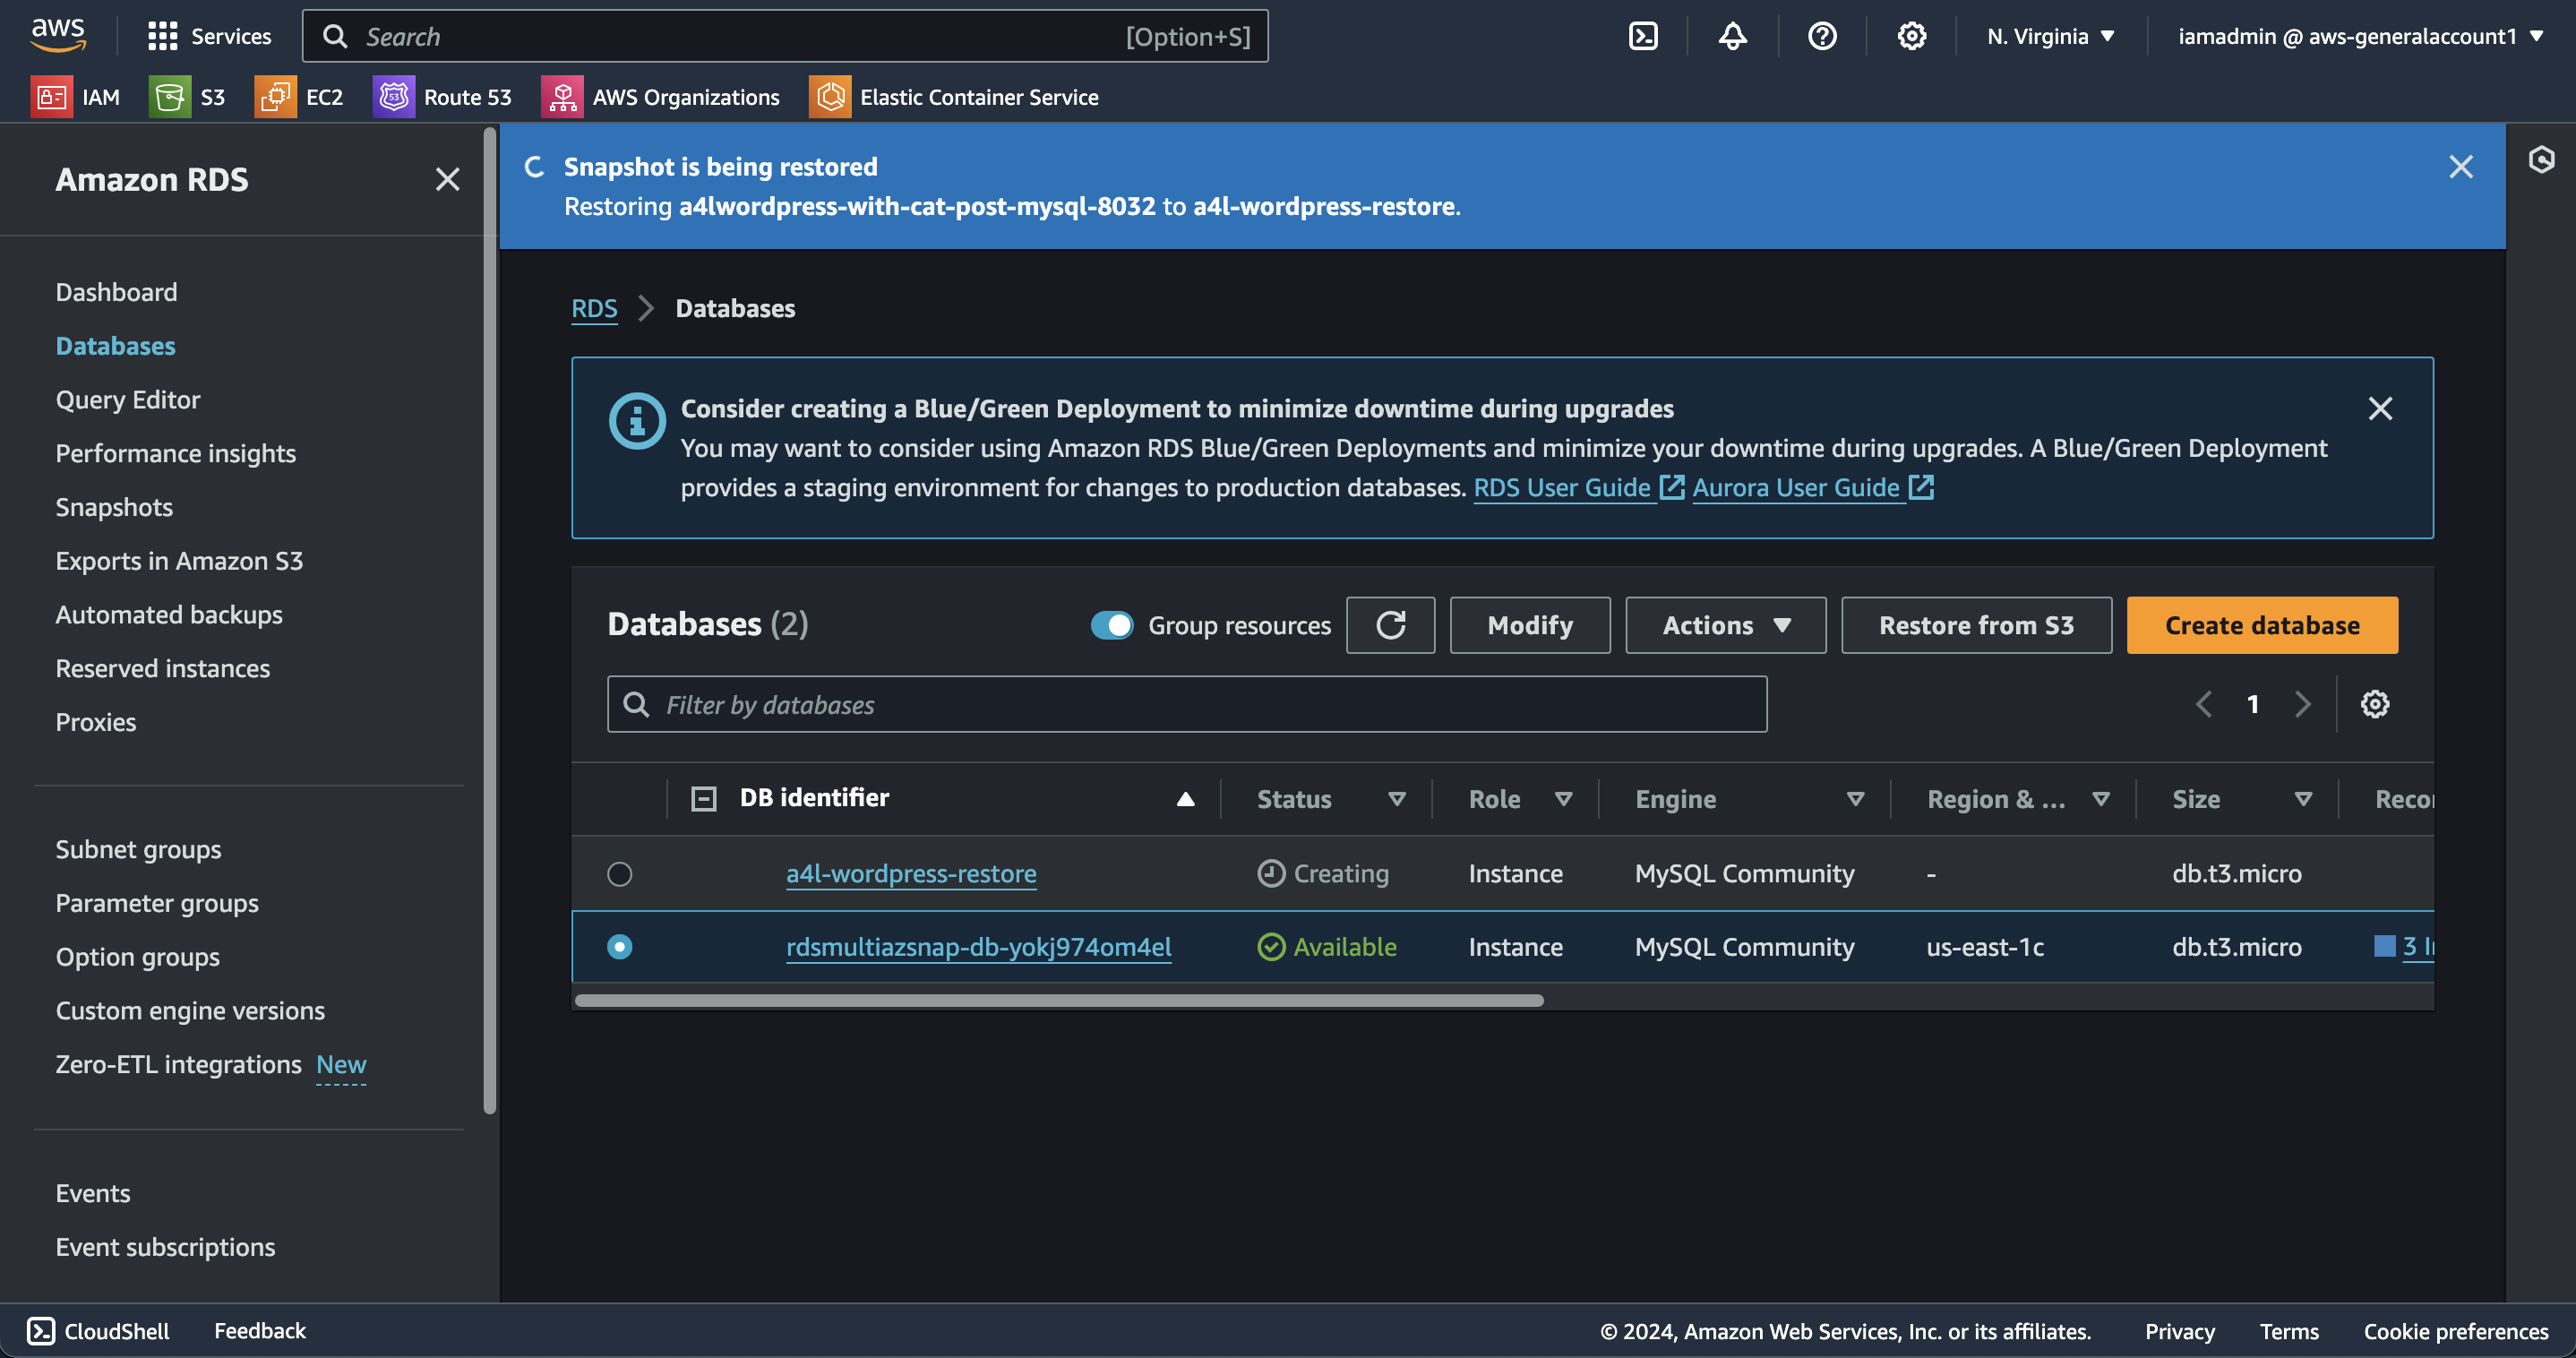 aws
Services
Search
[Option+S]
N. Virginia
iamadmin @ aws-generalaccount1
IAM
S3
EC2
53
Route 53
AWS Organizations
Elastic Container Service
Amazon RDS
Dashboard
Databases
Query Editor
Performance insights
Snapshots
Exports in Amazon S3
Automated backups
Reserved instances
Proxies
Subnet groups
Parameter groups
Option groups
Custom engine versions
Zero-ETL integrations New
Events
Event subscriptions
Snapshot is being restored
Restoring a4lwordpress-with-cat-post-mysql-8032 to a4l-wordpress-restore.
RDS
Databases
Consider creating a Blue/Green Deployment to minimize downtime during upgrades
You may want to consider using Amazon RDS Blue/Green Deployments and minimize your downtime during upgrades. A Blue/Green Deployment
provides a staging environment for changes to production databases. RDS User Guide Aurora User Guide
Databases (2)
Group resources
Modify
Actions
Restore from S3
Create database
Filter by databases
1
DB identifier
Status
Role
Engine
Region & ...
Size
a4l-wordpress-restore
Creating
Instance
MySQL Community
-
db.t3.micro
rdsmultiazsnap-db-yokj974om4el
Available
Instance
MySQL Community
us-east-1c
db.t3.micro
3
CloudShell
Feedback
© 2024, Amazon Web Services, Inc. or its affiliates.
Privacy
Terms
Cookie preferences